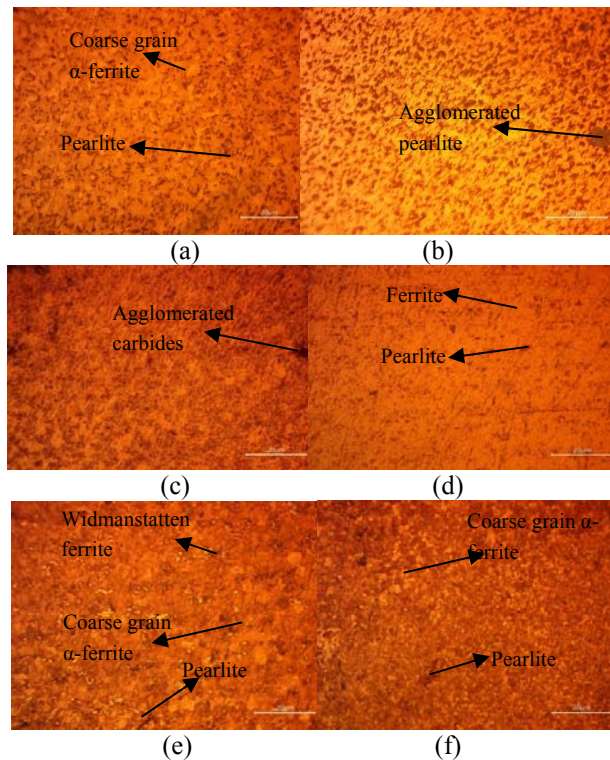 Coarse grain
α-ferrite
Pearlite
Agglomerated
pearlite
(a)
(b)
Agglomerated
carbides
Ferrite
Pearlite
(c)
(d)
Widmanstatten
ferrite
Coarse grain
α-ferrite
Pearlite
Coarse grain α-
ferrite
Pearlite
(e)
(f)